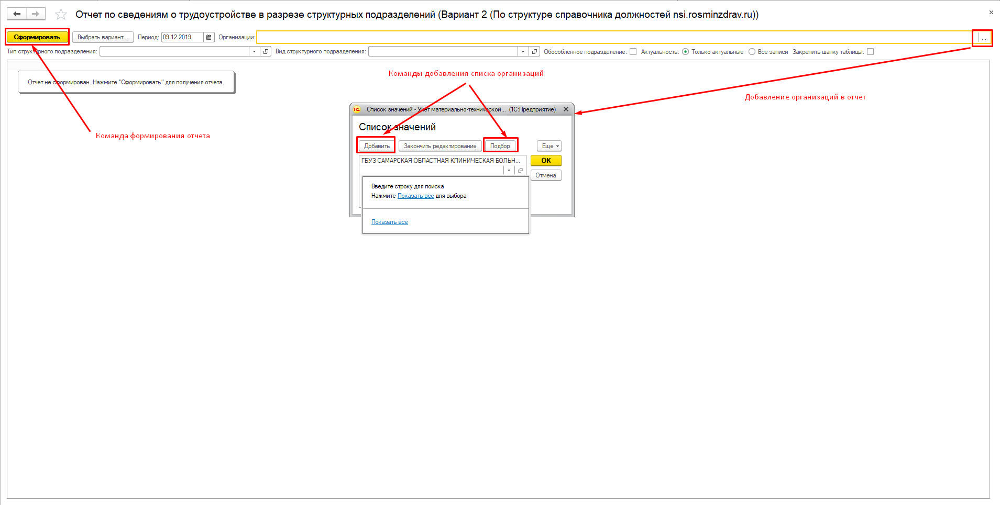 Отчет по сведениям о трудоустройстве в разрезе структурных подразделений (Вариант 2 (По структуре справочника должностей nsi.rosminzdrav.ru))
Сформировать Выбрать вариант... Период: 09.12.2019 Организации: ...
Тип структурного подразделения: Вид структурного подразделения: Обособленное подразделение: Актуальность: Только актуальные Все записи Закрепить шапку таблицы:
Команды добавления списка организаций
Отчет не сформирован. Нажмите "Сформировать" для получения отчета.
Добавление организаций в отчет
Список значений - Учет материально-технической... (1С:Предприятие)
Список значений
Команда формирования отчета
Добавить Закончить редактирование Подбор Еще
ГБУЗ САМАРСКАЯ ОБЛАСТНАЯ КЛИНИЧЕСКАЯ БОЛЬН... ОК
Отмена
Введите строку для поиска
Нажмите Показать все для выбора
Показать все